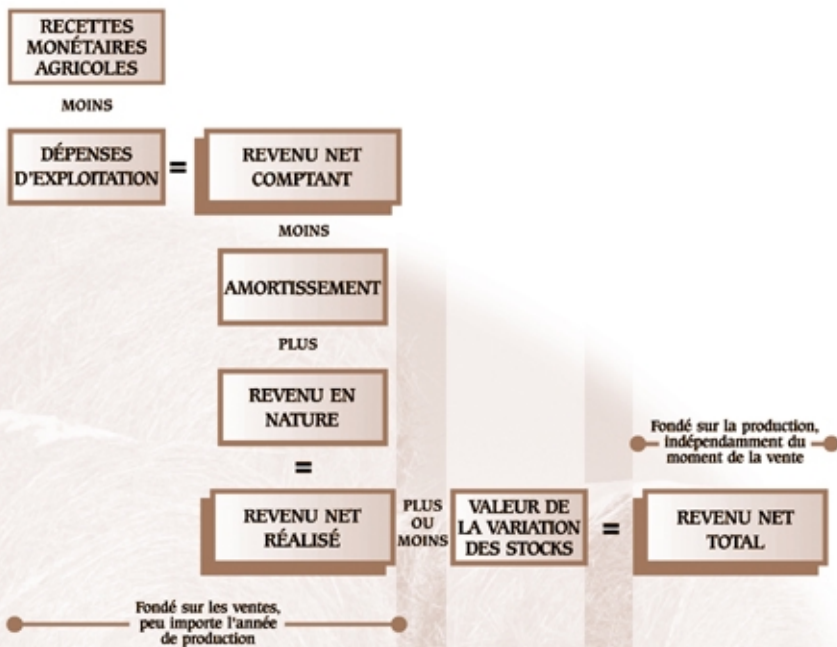 RECETTES
MONÉTAIRES
AGRICOLES
MOINS
DÉPENSES
D'EXPLOITATION
=
REVENU NET
COMPTANT
MOINS
AMORTISSEMENT
PLUS
REVENU EN
NATURE
=
REVENU NET
RÉALISÉ
PLUS
OU
MOINS
VALEUR DE
LA VARIATION
DES STOCKS
=
REVENU NET
TOTAL
Fondé sur la production,
indépendamment du
moment de la vente
Fondé sur les ventes,
peu importe l'année
de production